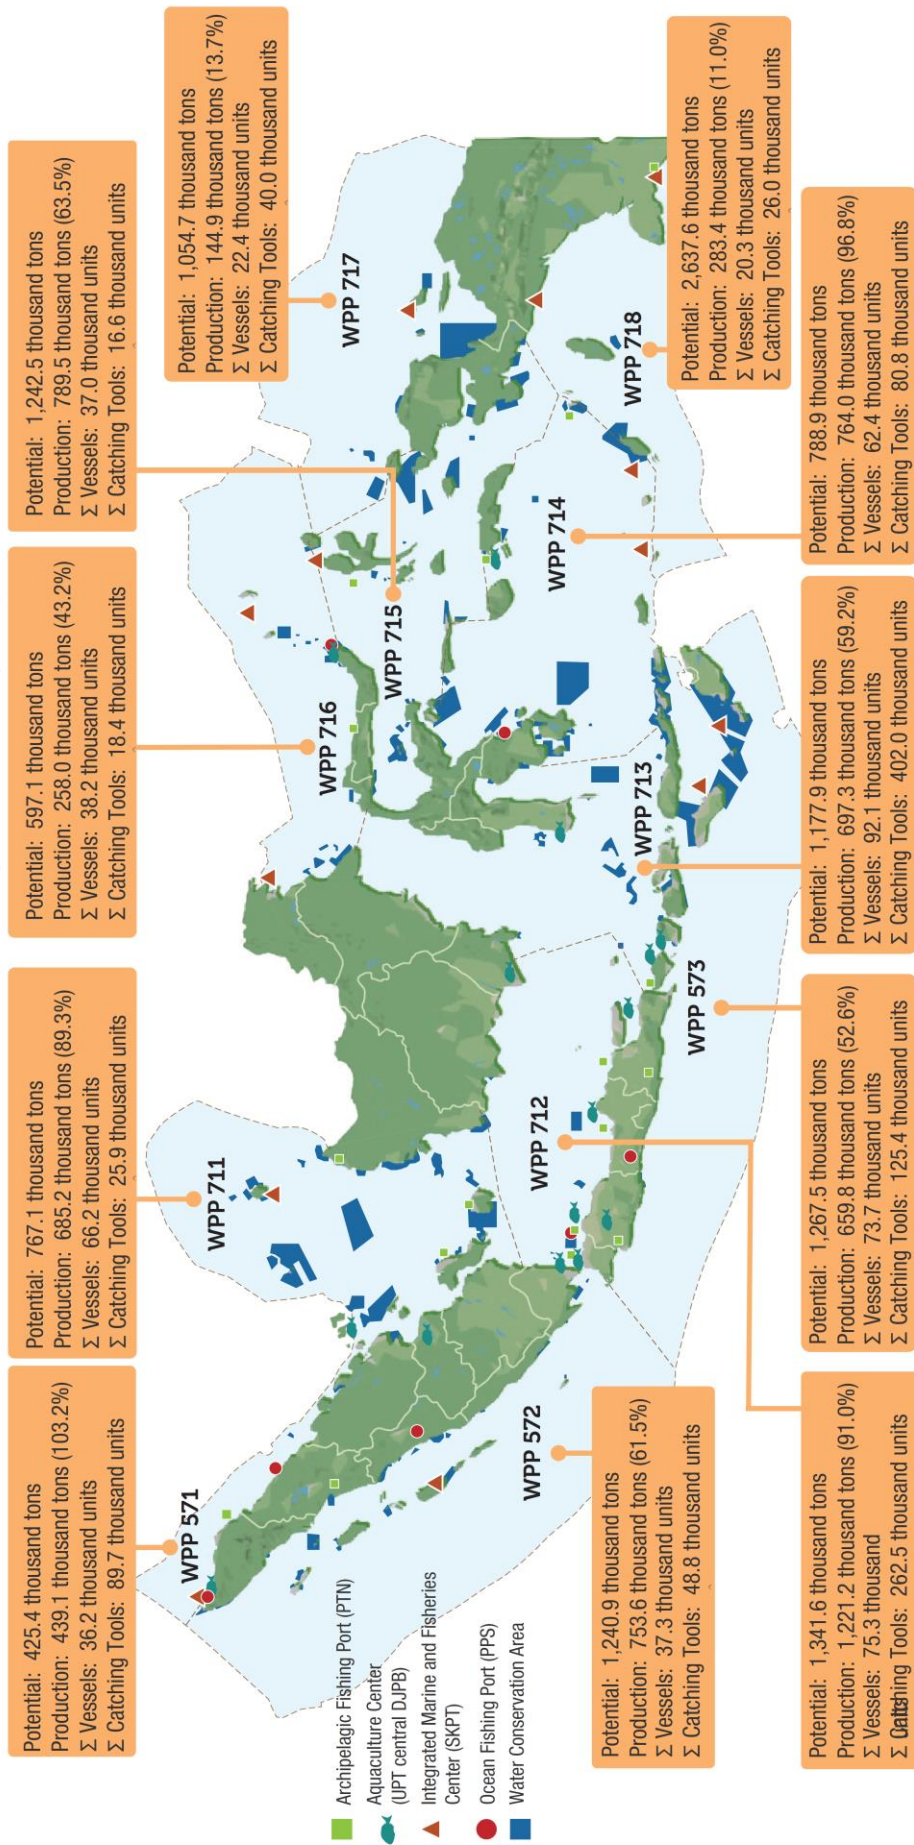 Potential: 425.4 thousand tons
Production: 439.1 thousand tons (103.2%)
Σ Vessels: 36.2 thousand units
Σ Catching Tools: 89.7 thousand units
Potential: 767.1 thousand tons
Production: 685.2 thousand tons (89.3%)
Σ Vessels: 66.2 thousand units
Σ Catching Tools: 25.9 thousand units
Potential: 597.1 thousand tons
Production: 258.0 thousand tons (43.2%)
Σ Vessels: 38.2 thousand units
Σ Catching Tools: 18.4 thousand units
Potential: 1,242.5 thousand tons
Production: 789.5 thousand tons (63.5%)
Σ Vessels: 37.0 thousand units
Σ Catching Tools: 16.6 thousand units
Potential: 1,054.7 thousand tons
Production: 144.9 thousand tons (13.7%)
Σ Vessels: 22.4 thousand units
Σ Catching Tools: 40.0 thousand units
WPP 571
WPP 711
WPP 716
WPP 715
WPP 717
WPP 572
WPP 712
WPP 573
WPP 713
WPP 714
WPP 718
Archipelagic Fishing Port (PTN)
Aquaculture Center
(UPT central DJPB)
Integrated Marine and Fisheries
Center (SKPT)
Ocean Fishing Port (PPS)
Water Conservation Area
Potential: 1,240.9 thousand tons
Production: 753.6 thousand tons (61.5%)
Σ Vessels: 37.3 thousand units
Σ Catching Tools: 48.8 thousand units
Potential: 2,637.6 thousand tons
Production: 283.4 thousand tons (11.0%)
Σ Vessels: 20.3 thousand units
Σ Catching Tools: 26.0 thousand units
Potential: 1,341.6 thousand tons
Production: 1,221.2 thousand tons (91.0%)
Σ Vessels: 75.3 thousand
Σ Catching Tools: 262.5 thousand units
Potential: 1,267.5 thousand tons
Production: 659.8 thousand tons (52.6%)
Σ Vessels: 73.7 thousand units
Σ Catching Tools: 125.4 thousand units
Potential: 1,177.9 thousand tons
Production: 697.3 thousand tons (59.2%)
Σ Vessels: 92.1 thousand units
Σ Catching Tools: 402.0 thousand units
Potential: 788.9 thousand tons
Production: 764.0 thousand tons (96.8%)
Σ Vessels: 62.4 thousand units
Σ Catching Tools: 80.8 thousand units